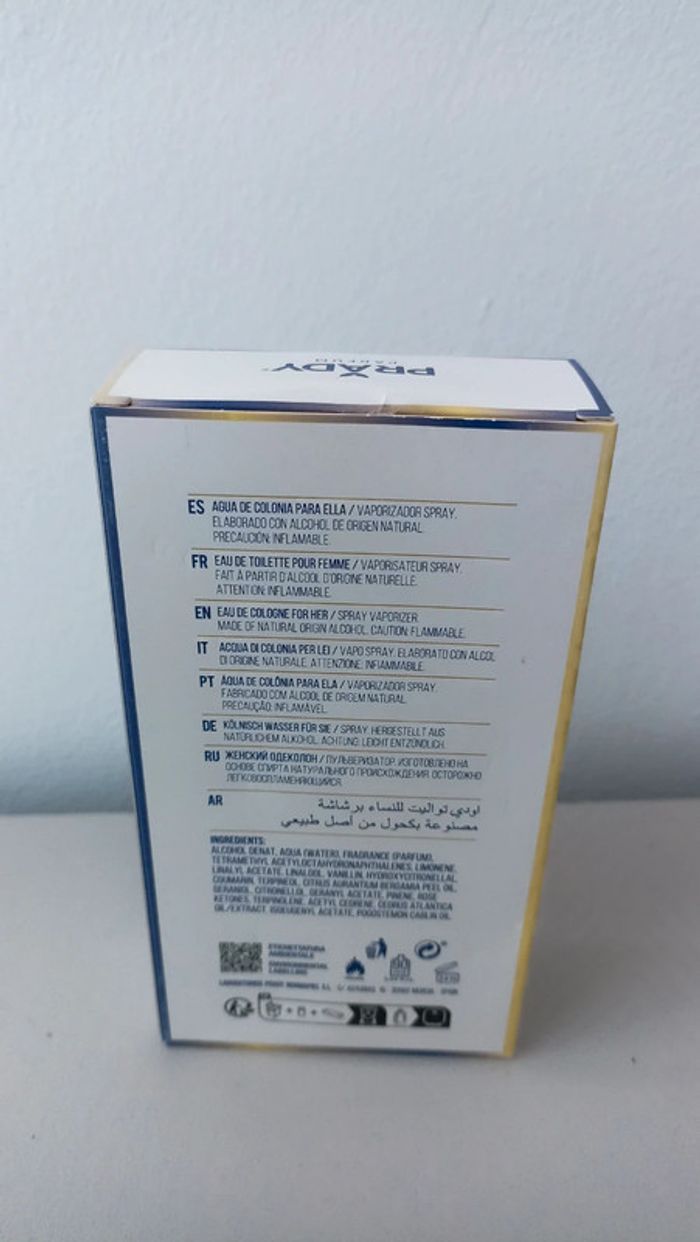 PRADY
PARFUM
ES AGUA DE COLONIA PARA ELLA / VAPORIZADOR SPRAY.
ELABORADO CON ALCOHOL DE ORIGEN NATURAL.
PRECAUCIÓN: INFLAMABLE.
FR EAU DE TOILETTE POUR FEMME / VAPORISATEUR SPRAY.
FAIT À PARTIR D'ALCOOL D'ORIGINE NATURELLE.
ATTENTION: INFLAMMABLE.
EN EAU DE COLOGNE FOR HER / SPRAY VAPORIZER.
MADE OF NATURAL ORIGIN ALCOHOL. CAUTION: FLAMMABLE.
IT ACQUA DI COLONIA PER LEI / VAPO SPRAY. ELABORATO CON ALCOL
DI ORIGINE NATURALE. ATTENZIONE: INFIAMMABILE.
PT ÁGUA DE COLÔNIA PARA ELA / VAPORIZADOR SPRAY.
FABRICADO COM ALCOOL DE ORIGEM NATURAL.
PRECAUÇÃO: INFLAMÁVEL.
DE KÖLNISCH WASSER FÜR SIE / SPRAY. HERGESTELLT AUS
NATÜRLICHEM ALKOHOL. ACHTUNG: LEICHT ENTZÜNDLICH.
RU ЖЕНСКИЙ ОДЕКОЛОН / ПУЛЬВЕРИЗАТОР. ИЗГОТОВЛЕНО НА
ОСНОВЕ СПИРТА НАТУРАЛЬНОГО ПРОИСХОЖДЕНИЯ. ОСТОРОЖНО
ЛЕГКОВОСПЛАМЕНЯЮЩИЙСЯ.
AR اودي تواليت للنساء برشاشة
مصنوعة بكحول من أصل طبيعي
INGREDIENTS:
ALCOHOL DENAT., AQUA (WATER), FRAGRANCE (PARFUM),
TETRAMETHYL ACETYLOCTAHYDRONAPHTHALENES, LIMONENE,
LINALYL ACETATE, LINALOOL, VANILLIN, HYDROXYCITRONELLAL,
COUMARIN, TERPINEOL, CITRUS AURANTIUM BERGAMIA PEEL OIL,
GERANIOL, CITRONELLOL, GERANYL ACETATE, PINENE, ROSE
KETONES, TERPINOLENE, ACETYL CEDRENE, CEDRUS ATLANTICA
OIL/EXTRACT, ISOEUGENYL ACETATE, POGOSTEMON CABLIN OIL.
ETICHETTATURA
AMBIENTALE
ENVIRONMENTAL
LABELLING
LABORATORIOS